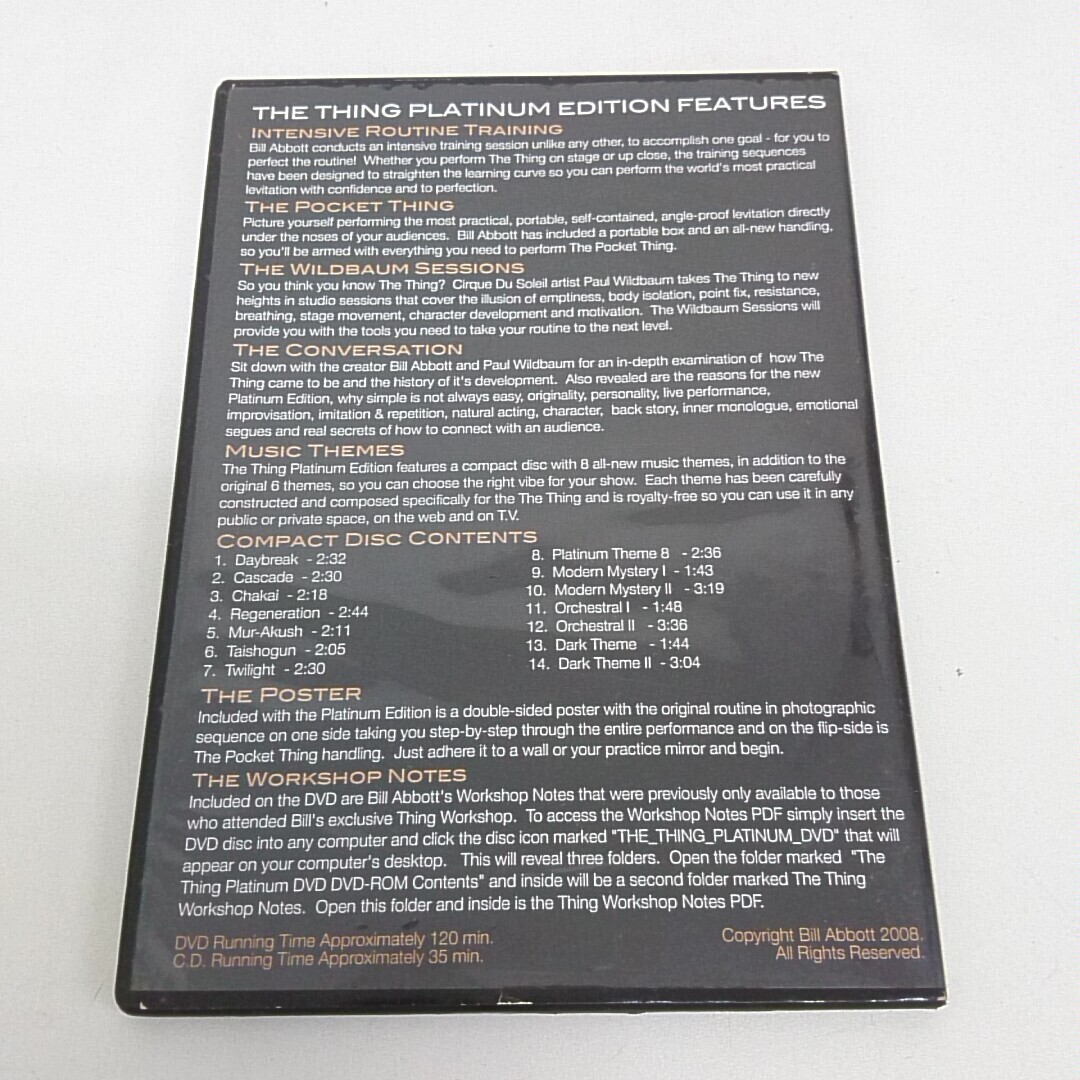 THE THING PLATINUM EDITION FEATURES
INTENSIVE ROUTINE TRAINING
Bill Abbott conducts an intensive training session unlike any other, to accomplish one goal - for you to
perfect the routine! Whether you perform The Thing on stage or up close, the training sequences
have been designed to straighten the learning curve so you can perform the world's most practical
levitation with confidence and to perfection.
THE POCKET THING
Picture yourself performing the most practical, portable, self-contained, angle-proof levitation directly
under the noses of your audiences. Bill Abbott has included a portable box and an all-new handling,
so you'll be armed with everything you need to perform The Pocket Thing.
THE WILDBAUM SESSIONS
So you think you know The Thing? Cirque Du Soleil artist Paul Wildbaum takes The Thing to new
heights in studio sessions that cover the illusion of emptiness, body isolation, point fix, resistance,
breathing, stage movement, character development and motivation. The Wildbaum Sessions will
provide you with the tools you need to take your routine to the next level.
THE CONVERSATION
Sit down with the creator Bill Abbott and Paul Wildbaum for an in-depth examination of how The
Thing came to be and the history of it's development. Also revealed are the reasons for the new
Platinum Edition, why simple is not always easy, originality, personality, live performance,
improvisation, imitation & repetition, natural acting, character, back story, inner monologue, emotional
segues and real secrets of how to connect with an audience.
MUSIC THEMES
The Thing Platinum Edition features a compact disc with 8 all-new music themes, in addition to the
original 6 themes, so you can choose the right vibe for your show. Each theme has been carefully
constructed and composed specifically for the The Thing and is royalty-free so you can use it in any
public or private space, on the web and on T.V.
COMPACT DISC CONTENTS
1. Daybreak - 2:32
2. Cascade - 2:30
3. Chakai - 2:18
4. Regeneration - 2:44
5. Mur-Akush - 2:11
6. Taishogun - 2:05
7. Twilight - 2:30
8. Platinum Theme 8 - 2:36
9. Modern Mystery I - 1:43
10. Modern Mystery II - 3:19
11. Orchestral I - 1:48
12. Orchestral II - 3:36
13. Dark Theme - 1:44
14. Dark Theme II - 3:04
THE POSTER
Included with the Platinum Edition is a double-sided poster with the original routine in photographic
sequence on one side taking you step-by-step through the entire performance and on the flip-side is
The Pocket Thing handling. Just adhere it to a wall or your practice mirror and begin.
THE WORKSHOP NOTES
Included on the DVD are Bill Abbott's Workshop Notes that were previously only available to those
who attended Bill's exclusive Thing Workshop. To access the Workshop Notes PDF simply insert the
DVD disc into any computer and click the disc icon marked "THE_THING_PLATINUM_DVD" that will
appear on your computer's desktop. This will reveal three folders. Open the folder marked "The
Thing Platinum DVD DVD-ROM Contents" and inside will be a second folder marked The Thing
Workshop Notes. Open this folder and inside is the Thing Workshop Notes PDF.
DVD Running Time Approximately 120 min.
C.D. Running Time Approximately 35 min.
Copyright Bill Abbott 2008.
All Rights Reserved.